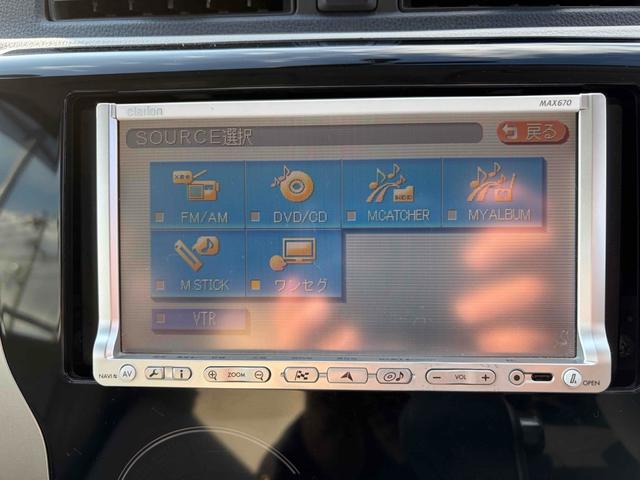 clarion
MAX670
SOURCE選択
戻る
FM/AM
DVD/CD
M.CATCHER
MYALBUM
M STICK
ワンセグ
VTR
NAVI
AV
i
ZOOM
− VOL +
OPEN